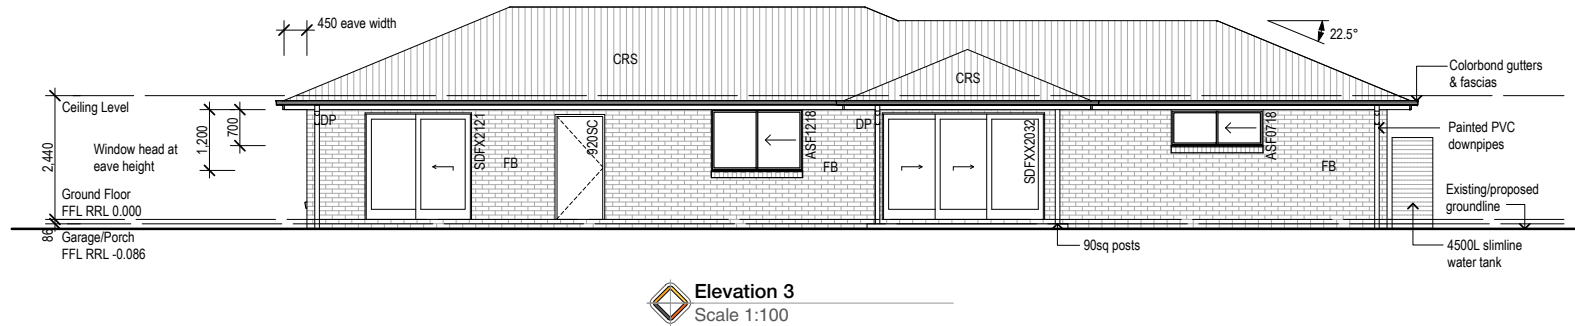 450 eave width
22.5°
CRS
CRS
Colorbond gutters
& fascias
Ceiling Level
2,440
1,200
700
Window head at
eave height
DP
SDFX2121
FB
920SC
ASF1218
FB
DP
SDFXX2032
ASF0718
FB
Painted PVC
downpipes
Ground Floor
FFL RRL 0.000
Existing/proposed
groundline
86
Garage/Porch
FFL RRL -0.086
90sq posts
4500L slimline
water tank
Elevation 3
Scale 1:100